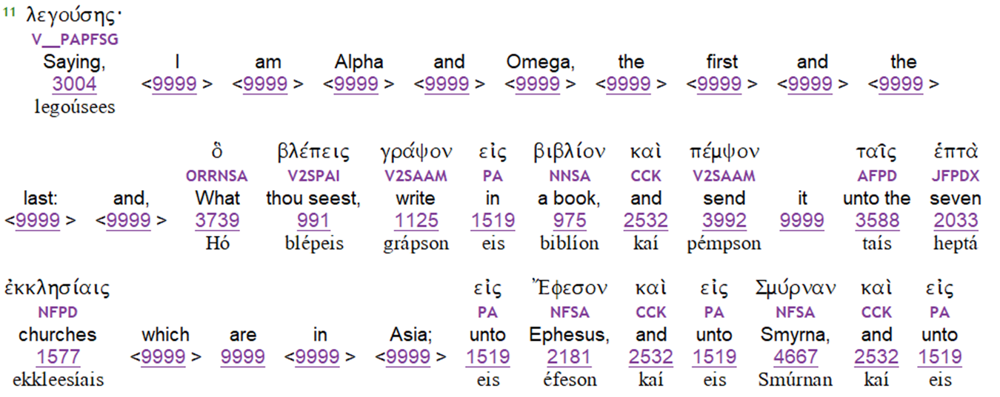 11 λεγούσης·
V__PAPFSG
Saying, I am Alpha and Omega, the first and the
3004 <9999 > <9999 > <9999 > <9999 > <9999 > <9999 > <9999 > <9999 > <9999 >
legoúsees
ὃ βλέπεις γράψον εἰς βιβλίον καὶ πέμψον ταῖς ἑπτὰ
ORRNSA V2SPAI V2SAAM PA NNSA CCK V2SAAM AFPD JFPDX
last: and, What thou seest, write in a book, and send it unto the seven
<9999 > <9999 > 3739 991 1125 1519 975 2532 3992 9999 3588 2033
Hó blépeis grápson eis biblíon kaí pémpson taís heptá
ἐκκλησίαις εἰς Ἔφεσον καὶ εἰς Σμύρναν καὶ εἰς
NFPD PA NFSA CCK PA NFSA CCK PA
churches which are in Asia; unto Ephesus, and unto Smyrna, and unto
1577 <9999 > 9999 <9999 > <9999 > 1519 2181 2532 1519 4667 2532 1519
ekkleesíais eis éfeson kaí eis Smúrnan kaí eis